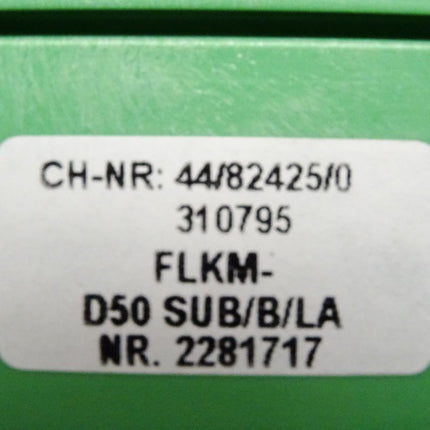 CH-NR: 44/82425/0
310795
FLKM-
D50 SUB/B/LA
NR. 2281717